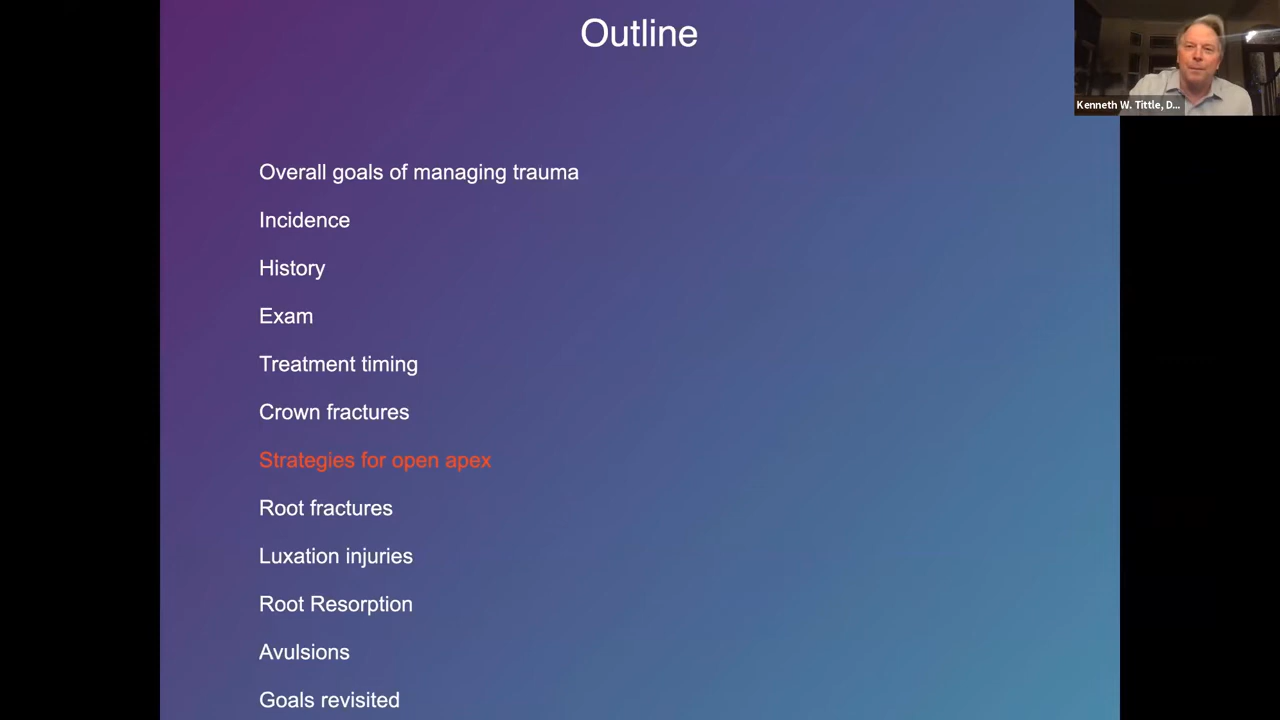 Outline
Kenneth W. Tittle, D...
Overall goals of managing trauma
Incidence
History
Exam
Treatment timing
Crown fractures
Strategies for open apex
Root fractures
Luxation injuries
Root Resorption
Avulsions
Goals revisited